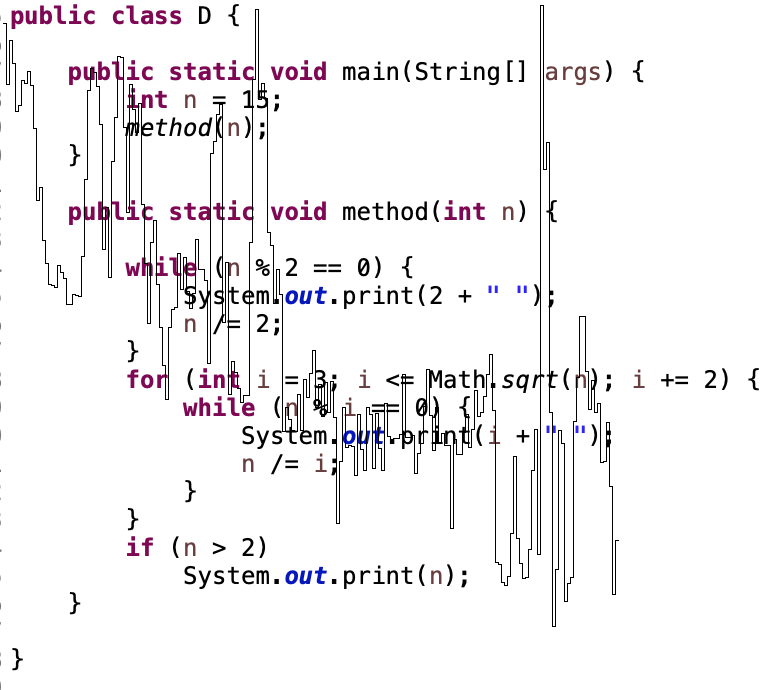 public class D {
public static void main(String[] args) {
int n = 15;
method(n);
}
public static void method(int n) {
while (n % 2 == 0) {
System.out.print(2 + " ");
n /= 2;
}
for (int i = 3; i <= Math.sqrt(n); i += 2) {
while (n % i == 0) {
System.out.print(i + " ");
n /= i;
}
}
if (n > 2)
System.out.print(n);
}
}